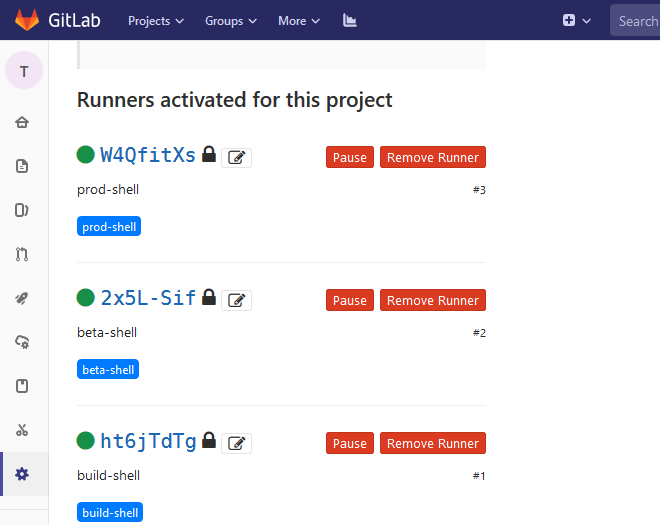 GitLab Projects Groups More Search
T
Runners activated for this project
W4QfitXs Pause Remove Runner
prod-shell #3
prod-shell
2x5L-Sif Pause Remove Runner
beta-shell #2
beta-shell
ht6jTdTg Pause Remove Runner
build-shell #1
build-shell